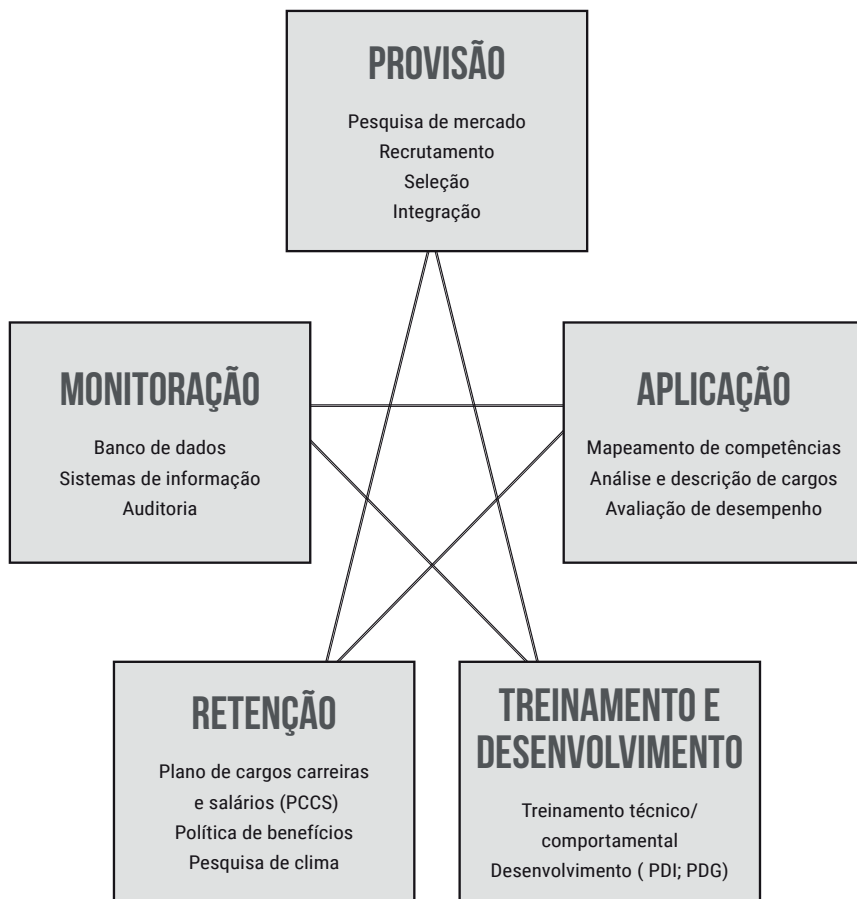 PROVISÃO
Pesquisa de mercado
Recrutamento
Seleção
Integração
MONITORAÇÃO
Banco de dados
Sistemas de informação
Auditoria
APLICAÇÃO
Mapeamento de competências
Análise e descrição de cargos
Avaliação de desempenho
RETENÇÃO
Plano de cargos carreiras
e salários (PCCS)
Política de benefícios
Pesquisa de clima
TREINAMENTO E
DESENVOLVIMENTO
Treinamento técnico/
comportamental
Desenvolvimento ( PDI; PDG)